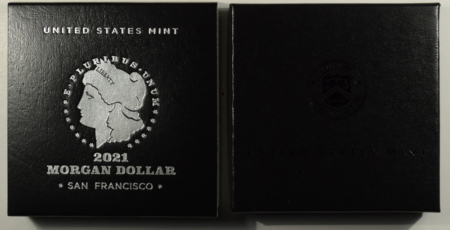 UNITED STATES MINT
E·PLURIBUS·UNUM
LIBERTY
2021
MORGAN DOLLAR
SAN FRANCISCO